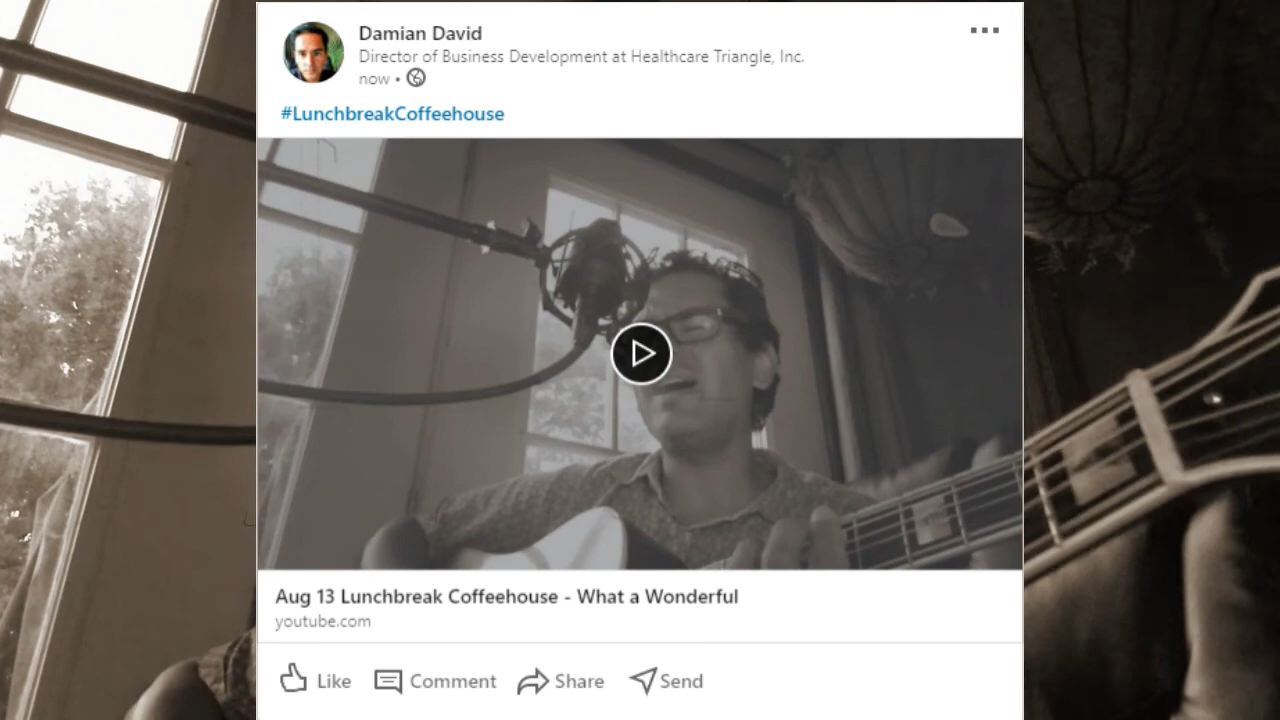 Damian David
Director of Business Development at Healthcare Triangle, Inc.
now •
#LunchbreakCoffeehouse
Aug 13 Lunchbreak Coffeehouse - What a Wonderful
youtube.com
Like Comment Share Send